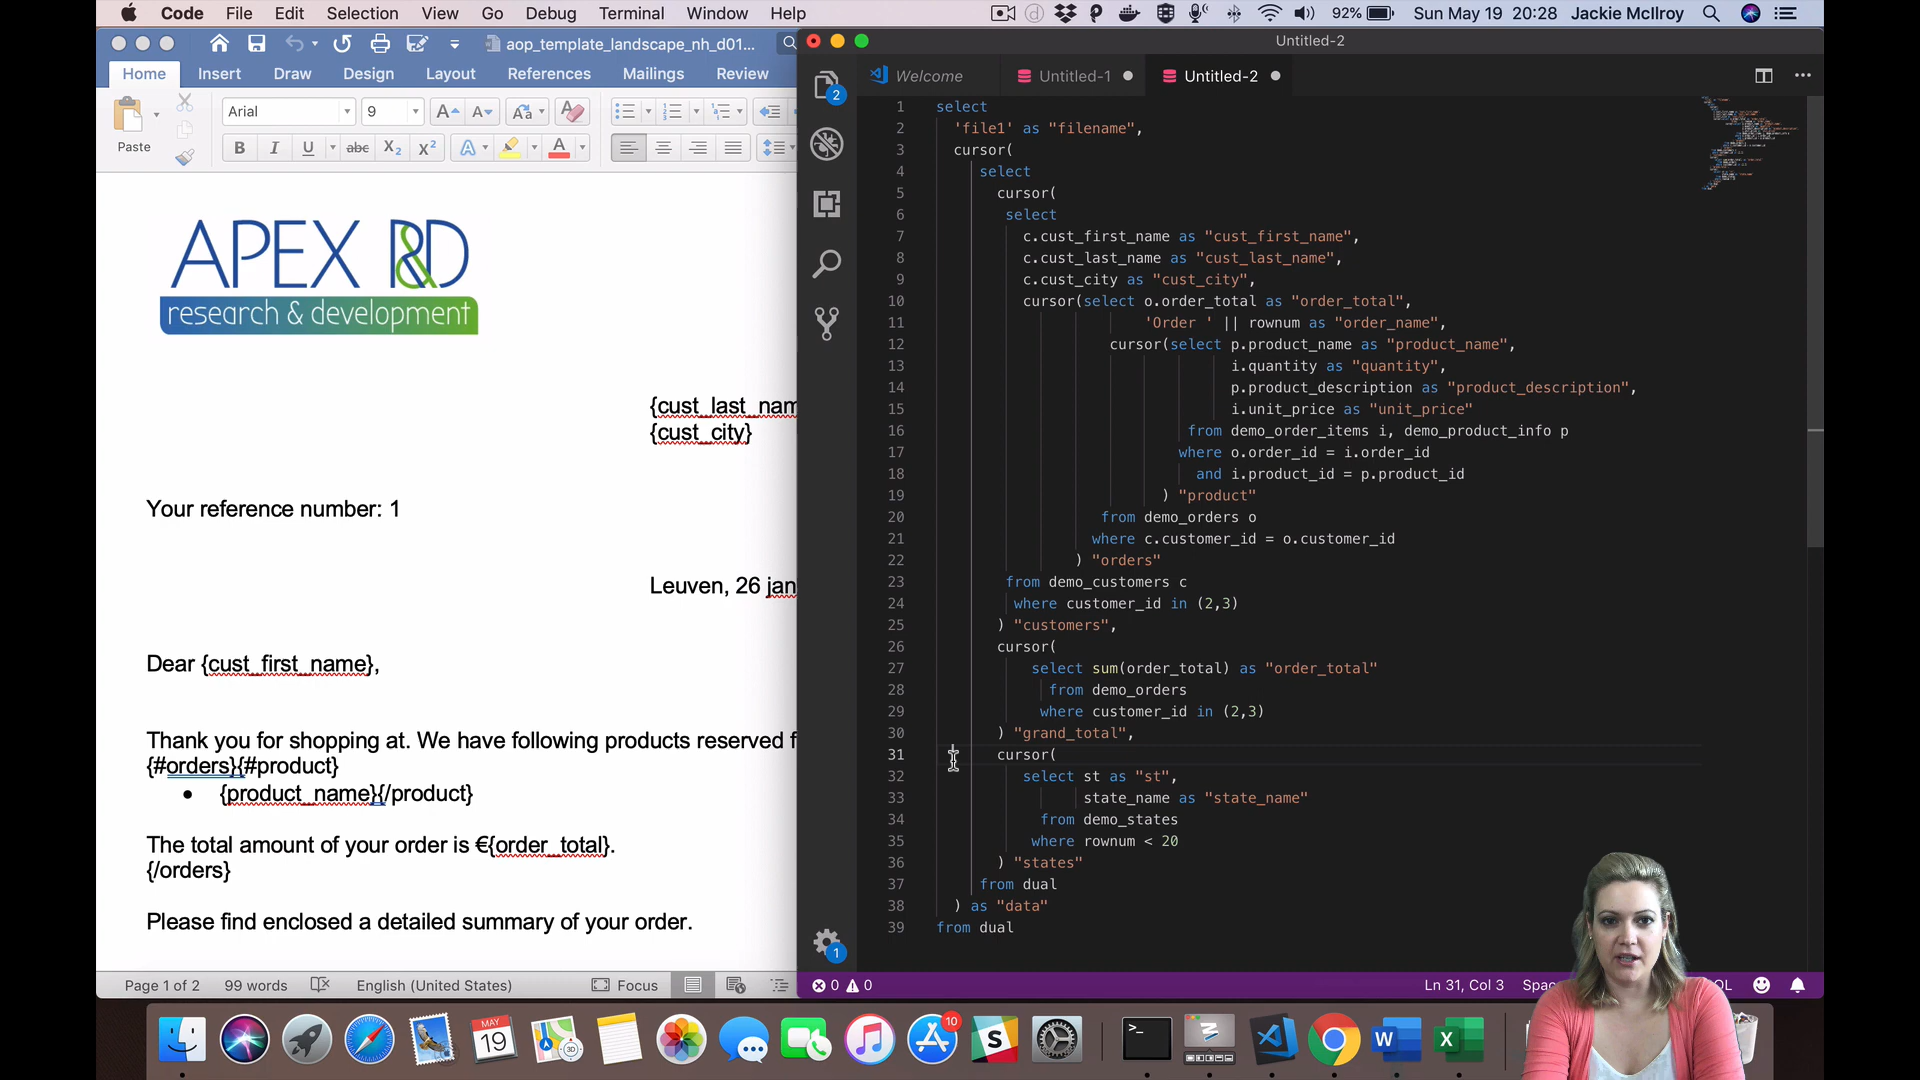 Code File Edit Selection View Go Debug Terminal Window Help 92% Sun May 19 20:28 Jackie McIlroy
aop_template_landscape_nh_d01...
Home Insert Draw Design Layout References Mailings Review
Paste
Arial 9
APEX R&D
research & development
{cust_last_nam
{cust_city}
Your reference number: 1
Leuven, 26 jan
Dear {cust_first_name},
Thank you for shopping at. We have following products reserved f
{#orders}{#product}
• {product_name}{/product}
The total amount of your order is €{order_total}.
{/orders}
Please find enclosed a detailed summary of your order.
Page 1 of 2 99 words English (United States) Focus
Untitled-2
Welcome Untitled-1 Untitled-2
2
1 select
2 'file1' as "filename",
3 cursor(
4 select
5 cursor(
6 select
7 c.cust_first_name as "cust_first_name",
8 c.cust_last_name as "cust_last_name",
9 c.cust_city as "cust_city",
10 cursor(select o.order_total as "order_total",
11 'Order ' || rownum as "order_name",
12 cursor(select p.product_name as "product_name",
13 i.quantity as "quantity",
14 p.product_description as "product_description",
15 i.unit_price as "unit_price"
16 from demo_order_items i, demo_product_info p
17 where o.order_id = i.order_id
18 and i.product_id = p.product_id
19 ) "product"
20 from demo_orders o
21 where c.customer_id = o.customer_id
22 ) "orders"
23 from demo_customers c
24 where customer_id in (2,3)
25 ) "customers",
26 cursor(
27 select sum(order_total) as "order_total"
28 from demo_orders
29 where customer_id in (2,3)
30 ) "grand_total",
31 cursor(
32 select st as "st",
33 state_name as "state_name"
34 from demo_states
35 where rownum < 20
36 ) "states"
37 from dual
38 ) as "data"
39 from dual
1
0 0 Ln 31, Col 3 Spac QL
MAY
19
10